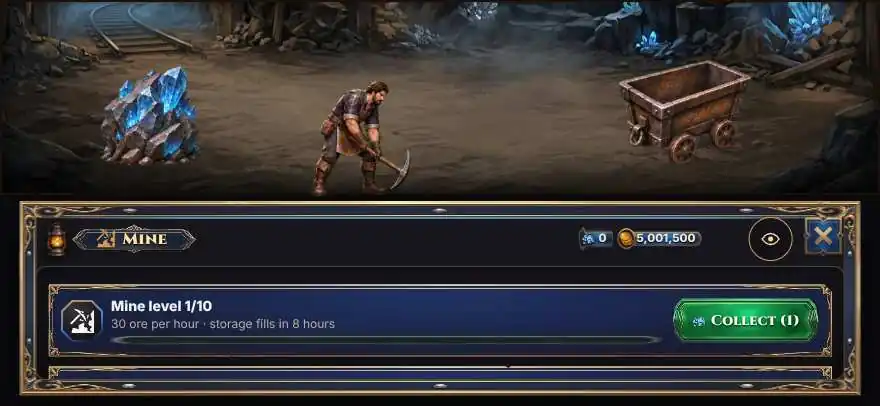 MINE
0
5,001,500
Mine level 1/10
30 ore per hour · storage fills in 8 hours
COLLECT (1)